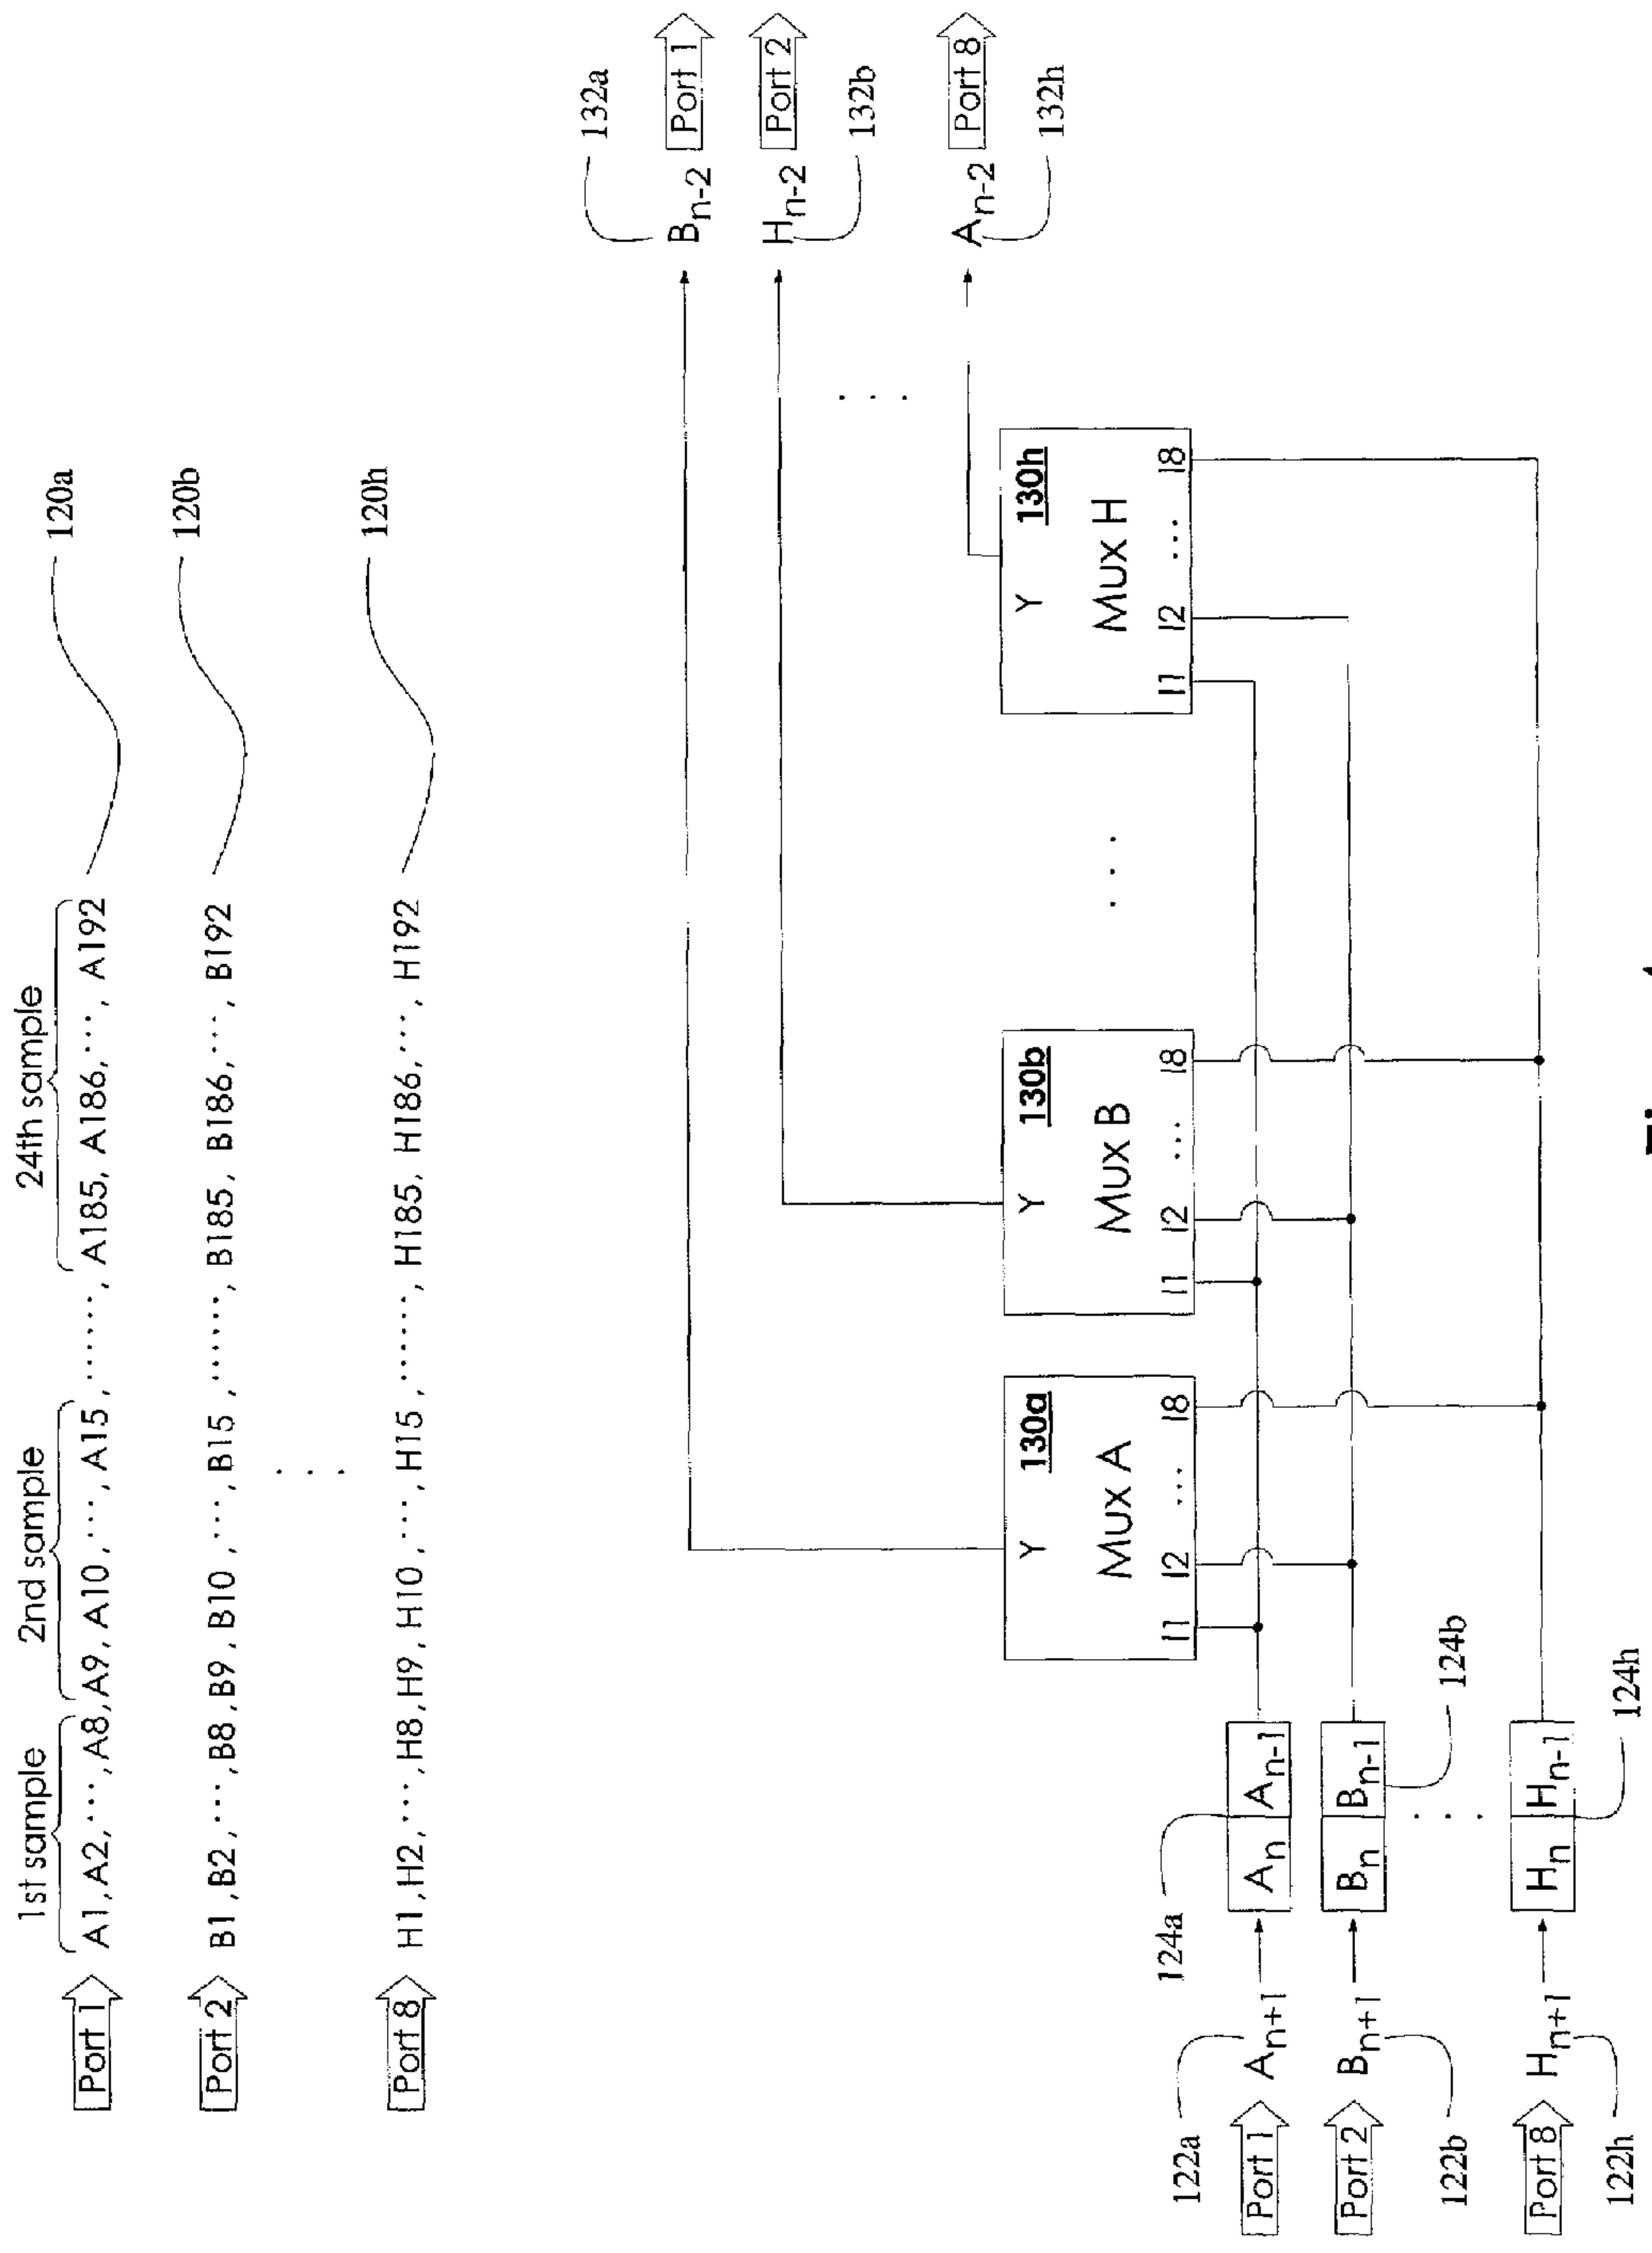 1st sample 2nd sample 24th sample
Port 1 A1, A2, ···, A8, A9, A10, ···, A15, ······, A185, A186, ···, A192 120a
Port 2 B1, B2, ···, B8, B9, B10, ···, B15, ······, B185, B186, ···, B192 120b
. . .
Port 8 H1, H2, ···, H8, H9, H10, ···, H15, ······, H185, H186, ···, H192 120h
132a
Bn-2 Port 1
Hn-2 Port 2
132b
. . .
An-2 Port 8
132h
Y 130a
Mux A
I1 I2 ... I8
Y 130b
Mux B
I1 I2 ... I8
. . .
Y 130h
Mux H
I1 I2 ... I8
122a 124a
Port 1 An+1 An An-1
Port 2 Bn+1 Bn Bn-1
122b 124b
. . .
Port 8 Hn+1 Hn Hn-1
122h 124h